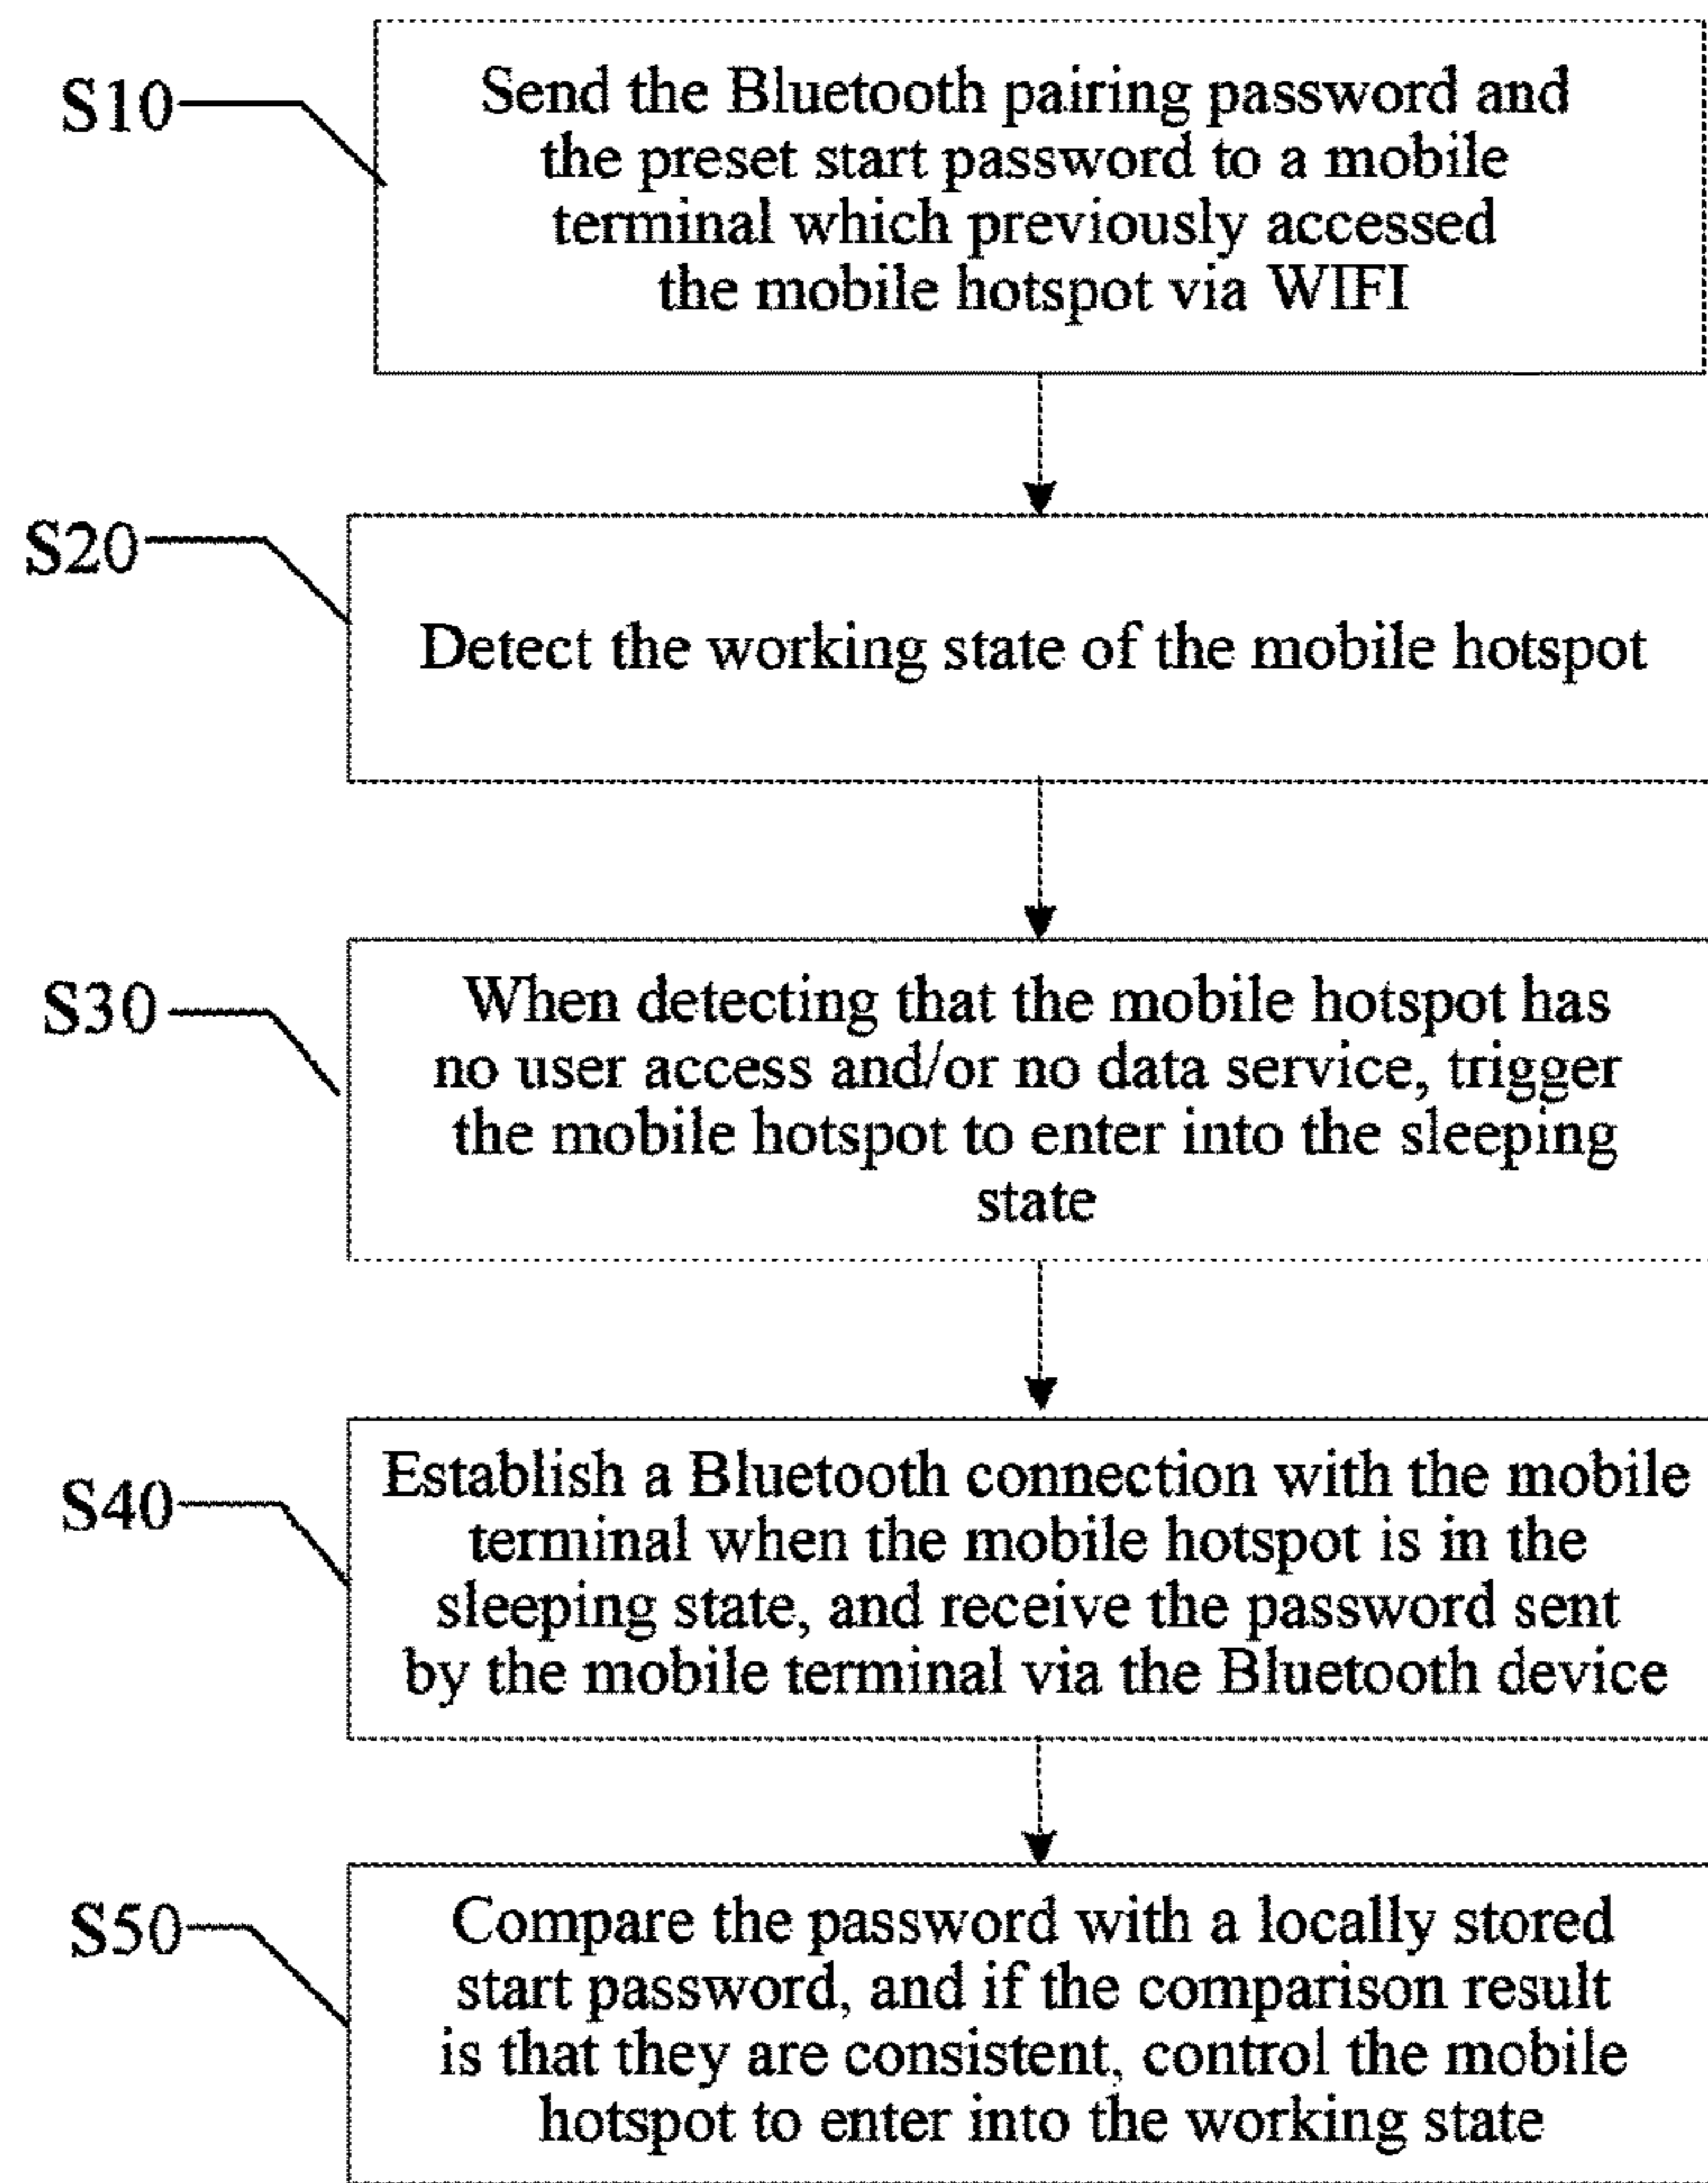 S10
Send the Bluetooth pairing password and
the preset start password to a mobile
terminal which previously accessed
the mobile hotspot via WIFI
S20
Detect the working state of the mobile hotspot
S30
When detecting that the mobile hotspot has
no user access and/or no data service, trigger
the mobile hotspot to enter into the sleeping
state
S40
Establish a Bluetooth connection with the mobile
terminal when the mobile hotspot is in the
sleeping state, and receive the password sent
by the mobile terminal via the Bluetooth device
S50
Compare the password with a locally stored
start password, and if the comparison result
is that they are consistent, control the mobile
hotspot to enter into the working state